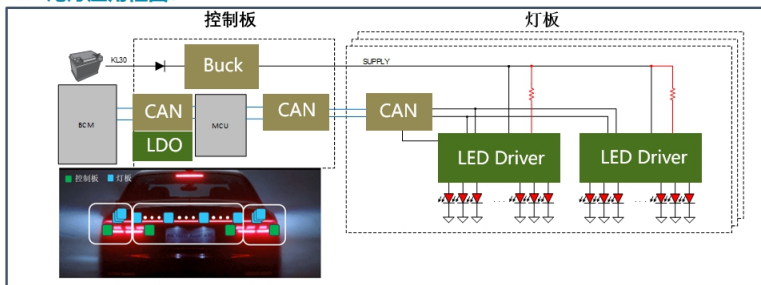 控制板
灯板
KL30
Buck
SUPPLY
BCM
CAN
LDO
MCU
CAN
CAN
LED Driver
LED Driver
控制板 灯板